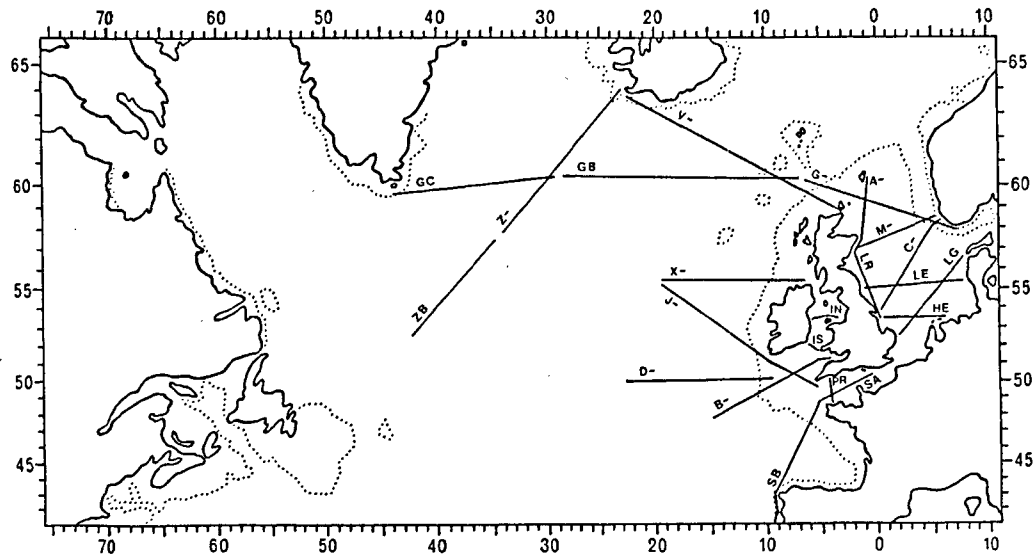 70 60 50 40 30 20 10 0 10
65 65
V-
GC GB G- A-
60 60
Z- M- C- LG
LR
X- LE
55 55
J-
ZB IN HE
IS
50 D- PR SA 50
B-
45 SB 45
70 60 50 40 30 20 10 0 10